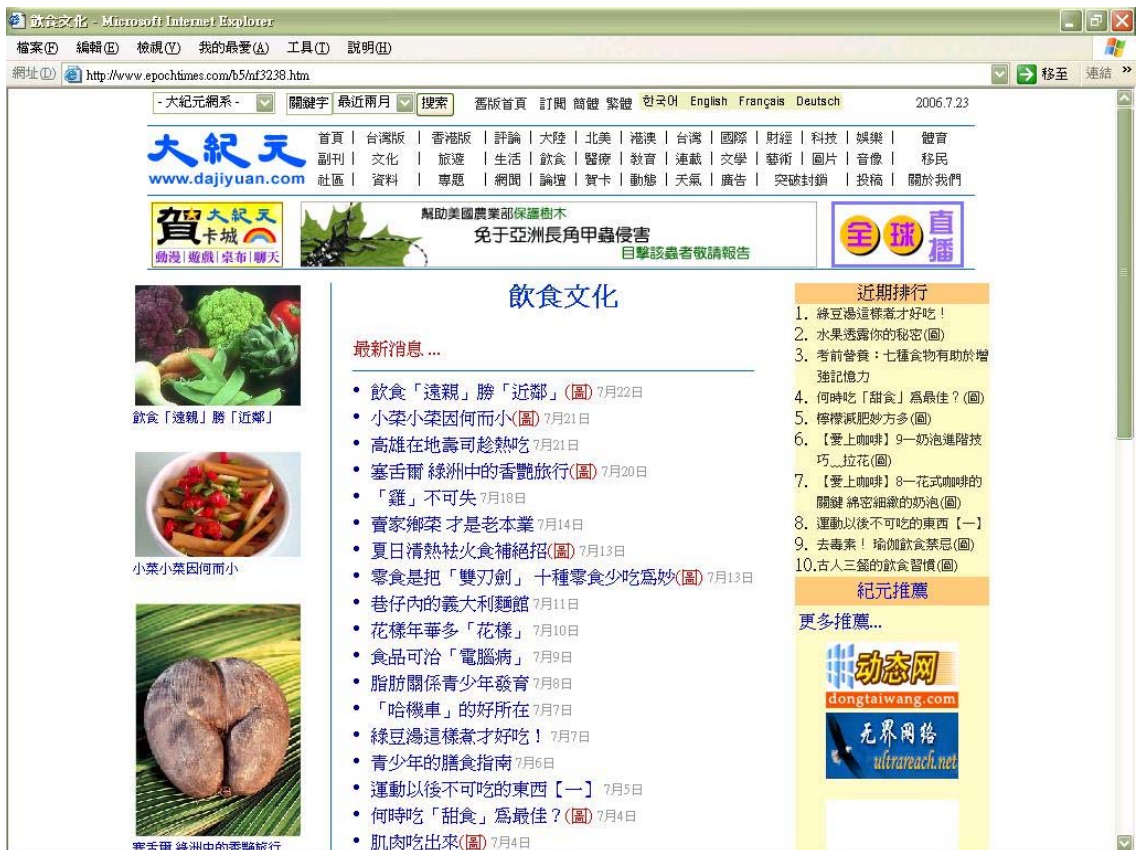 飲食文化 - Microsoft Internet Explorer
檔案(F) 編輯(E) 檢視(V) 我的最愛(A) 工具(T) 說明(H)
網址(D) http://www.epochtimes.com/b5/nf3238.htm 移至 連結 »
- 大紀元網系 - 關鍵字 最近兩月 搜索 舊版首頁 訂閱 簡體 繁體 한국어 English Français Deutsch 2006.7.23
大紀元
www.dajiyuan.com
首頁 | 台灣版 | 香港版 | 評論 | 大陸 | 北美 | 港澳 | 台灣 | 國際 | 財經 | 科技 | 娛樂 | 體育
副刊 | 文化 | 旅遊 | 生活 | 飲食 | 醫療 | 教育 | 連載 | 文學 | 藝術 | 圖片 | 音像 | 移民
社區 | 資料 | 專題 | 網聞 | 論壇 | 賀卡 | 動態 | 天氣 | 廣告 | 突破封鎖 | 投稿 | 關於我們
賀 大紀元
卡城
動漫|遊戲|桌布|聊天
幫助美國農業部保護樹木
免于亞洲長角甲蟲侵害
目擊該蟲者敬請報告
全球直播
飲食「遠親」勝「近鄰」
小菜小菜因何而小
塞舌爾 綠洲中的香艷旅行
飲食文化
最新消息 ...
• 飲食「遠親」勝「近鄰」(圖) 7月22日
• 小菜小菜因何而小(圖) 7月21日
• 高雄在地壽司趁熱吃 7月21日
• 塞舌爾 綠洲中的香艷旅行(圖) 7月20日
• 「雞」不可失 7月18日
• 賣家鄉菜 才是老本業 7月14日
• 夏日清熱袪火食補絕招(圖) 7月13日
• 零食是把「雙刃劍」 十種零食少吃爲妙(圖) 7月13日
• 巷仔內的義大利麵館 7月11日
• 花樣年華多「花樣」 7月10日
• 食品可治「電腦病」 7月9日
• 脂肪關係青少年發育 7月8日
• 「哈機車」的好所在 7月7日
• 綠豆湯這樣煮才好吃！ 7月7日
• 青少年的膳食指南 7月6日
• 運動以後不可吃的東西【一】 7月5日
• 何時吃「甜食」爲最佳？(圖) 7月4日
• 肌肉吃出來(圖) 7月4日
近期排行
1. 綠豆湯這樣煮才好吃！
2. 水果透露你的秘密(圖)
3. 考前營養：七種食物有助於增
強記憶力
4. 何時吃「甜食」爲最佳？(圖)
5. 檸檬減肥妙方多(圖)
6. 【愛上咖啡】9—奶泡進階技
巧﹍拉花(圖)
7. 【愛上咖啡】8—花式咖啡的
關鍵 綿密細緻的奶泡(圖)
8. 運動以後不可吃的東西【一】
9. 去毒素！ 瑜伽飲食禁忌(圖)
10.古人三餐的飲食習慣(圖)
紀元推薦
更多推薦...
动态网
dongtaiwang.com
无界网络
ultrareach.net